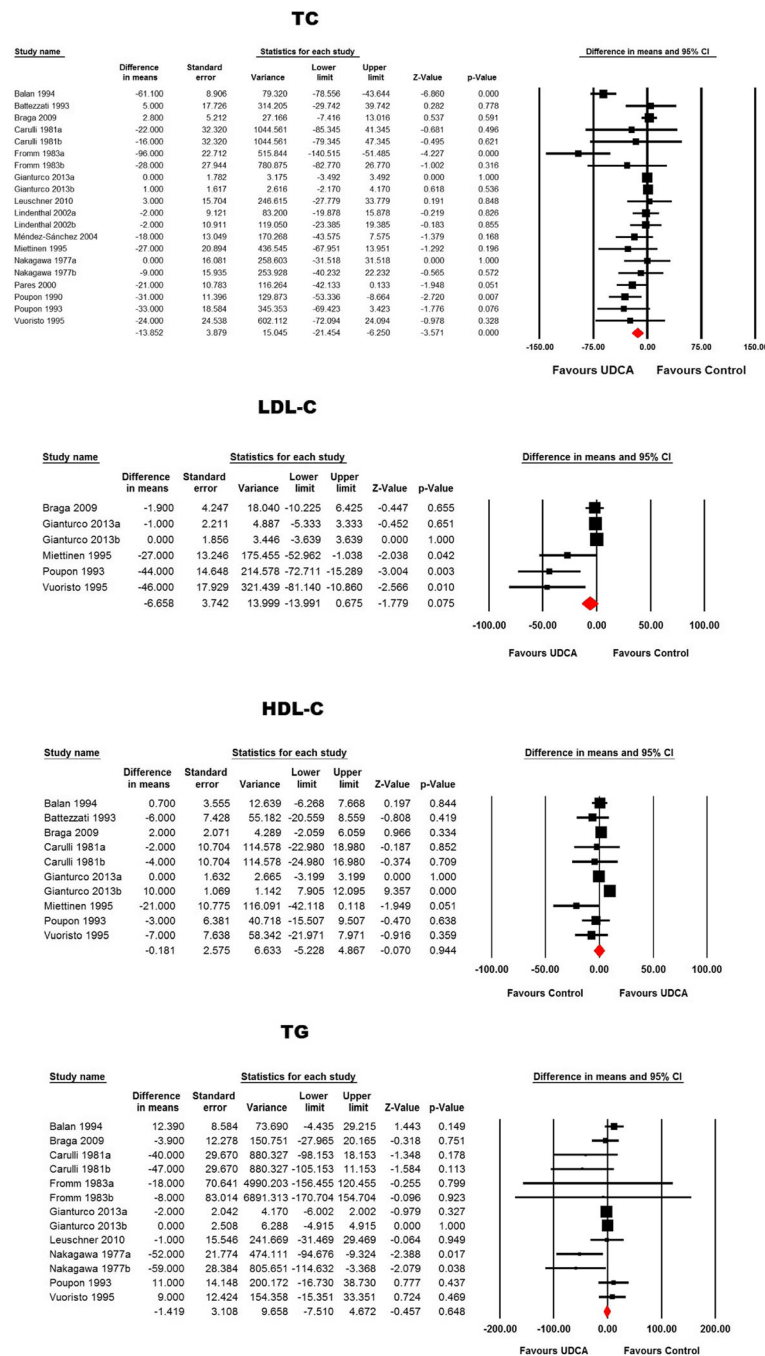 TC
Study name Statistics for each study Difference in means and 95% CI
Difference in means Standard error Variance Lower limit Upper limit Z-Value p-Value
Balan 1994 -61.100 8.906 79.320 -78.556 -43.644 -6.860 0.000
Battezzati 1993 5.000 17.726 314.205 -29.742 39.742 0.282 0.778
Braga 2009 2.800 5.212 27.166 -7.416 13.016 0.537 0.591
Carulli 1981a -22.000 32.320 1044.561 -85.345 41.345 -0.681 0.496
Carulli 1981b -16.000 32.320 1044.561 -79.345 47.345 -0.495 0.621
Fromm 1983a -96.000 22.712 515.844 -140.515 -51.485 -4.227 0.000
Fromm 1983b -28.000 27.944 780.875 -82.770 26.770 -1.002 0.316
Gianturco 2013a 0.000 1.782 3.175 -3.492 3.492 0.000 1.000
Gianturco 2013b 1.000 1.617 2.616 -2.170 4.170 0.618 0.536
Leuschner 2010 3.000 15.704 246.615 -27.779 33.779 0.191 0.848
Lindenthal 2002a -2.000 9.121 83.200 -19.878 15.878 -0.219 0.826
Lindenthal 2002b -2.000 10.911 119.050 -23.385 19.385 -0.183 0.855
Méndez-Sánchez 2004 -18.000 13.049 170.268 -43.575 7.575 -1.379 0.168
Miettinen 1995 -27.000 20.894 436.545 -67.951 13.951 -1.292 0.196
Nakagawa 1977a 0.000 16.081 258.603 -31.518 31.518 0.000 1.000
Nakagawa 1977b -9.000 15.935 253.928 -40.232 22.232 -0.565 0.572
Pares 2000 -21.000 10.783 116.264 -42.133 0.133 -1.948 0.051
Poupon 1990 -31.000 11.396 129.873 -53.336 -8.664 -2.720 0.007
Poupon 1993 -33.000 18.584 345.353 -69.423 3.423 -1.776 0.076
Vuoristo 1995 -24.000 24.538 602.112 -72.094 24.094 -0.978 0.328
-13.852 3.879 15.045 -21.454 -6.250 -3.571 0.000
-150.00 -75.00 0.00 75.00 150.00
Favours UDCA Favours Control
LDL-C
Study name Statistics for each study Difference in means and 95% CI
Difference in means Standard error Variance Lower limit Upper limit Z-Value p-Value
Braga 2009 -1.900 4.247 18.040 -10.225 6.425 -0.447 0.655
Gianturco 2013a -1.000 2.211 4.887 -5.333 3.333 -0.452 0.651
Gianturco 2013b 0.000 1.856 3.446 -3.639 3.639 0.000 1.000
Miettinen 1995 -27.000 13.246 175.455 -52.962 -1.038 -2.038 0.042
Poupon 1993 -44.000 14.648 214.578 -72.711 -15.289 -3.004 0.003
Vuoristo 1995 -46.000 17.929 321.439 -81.140 -10.860 -2.566 0.010
-6.658 3.742 13.999 -13.991 0.675 -1.779 0.075
-100.00 -50.00 0.00 50.00 100.00
Favours UDCA Favours Control
HDL-C
Study name Statistics for each study Difference in means and 95% CI
Difference in means Standard error Variance Lower limit Upper limit Z-Value p-Value
Balan 1994 0.700 3.555 12.639 -6.268 7.668 0.197 0.844
Battezzati 1993 -6.000 7.428 55.182 -20.559 8.559 -0.808 0.419
Braga 2009 2.000 2.071 4.289 -2.059 6.059 0.966 0.334
Carulli 1981a -2.000 10.704 114.578 -22.980 18.980 -0.187 0.852
Carulli 1981b -4.000 10.704 114.578 -24.980 16.980 -0.374 0.709
Gianturco 2013a 0.000 1.632 2.665 -3.199 3.199 0.000 1.000
Gianturco 2013b 10.000 1.069 1.142 7.905 12.095 9.357 0.000
Miettinen 1995 -21.000 10.775 116.091 -42.118 0.118 -1.949 0.051
Poupon 1993 -3.000 6.381 40.718 -15.507 9.507 -0.470 0.638
Vuoristo 1995 -7.000 7.638 58.342 -21.971 7.971 -0.916 0.359
-0.181 2.575 6.633 -5.228 4.867 -0.070 0.944
-100.00 -50.00 0.00 50.00 100.00
Favours Control Favours UDCA
TG
Study name Statistics for each study Difference in means and 95% CI
Difference in means Standard error Variance Lower limit Upper limit Z-Value p-Value
Balan 1994 12.390 8.584 73.690 -4.435 29.215 1.443 0.149
Braga 2009 -3.900 12.278 150.751 -27.965 20.165 -0.318 0.751
Carulli 1981a -40.000 29.670 880.327 -98.153 18.153 -1.348 0.178
Carulli 1981b -47.000 29.670 880.327 -105.153 11.153 -1.584 0.113
Fromm 1983a -18.000 70.641 4990.203 -156.455 120.455 -0.255 0.799
Fromm 1983b -8.000 83.014 6891.313 -170.704 154.704 -0.096 0.923
Gianturco 2013a -2.000 2.042 4.170 -6.002 2.002 -0.979 0.327
Gianturco 2013b 0.000 2.508 6.288 -4.915 4.915 0.000 1.000
Leuschner 2010 -1.000 15.546 241.669 -31.469 29.469 -0.064 0.949
Nakagawa 1977a -52.000 21.774 474.111 -94.676 -9.324 -2.388 0.017
Nakagawa 1977b -59.000 28.384 805.651 -114.632 -3.368 -2.079 0.038
Poupon 1993 11.000 14.148 200.172 -16.730 38.730 0.777 0.437
Vuoristo 1995 9.000 12.424 154.358 -15.351 33.351 0.724 0.469
-1.419 3.108 9.658 -7.510 4.672 -0.457 0.648
-200.00 -100.00 0.00 100.00 200.00
Favours UDCA Favours Control